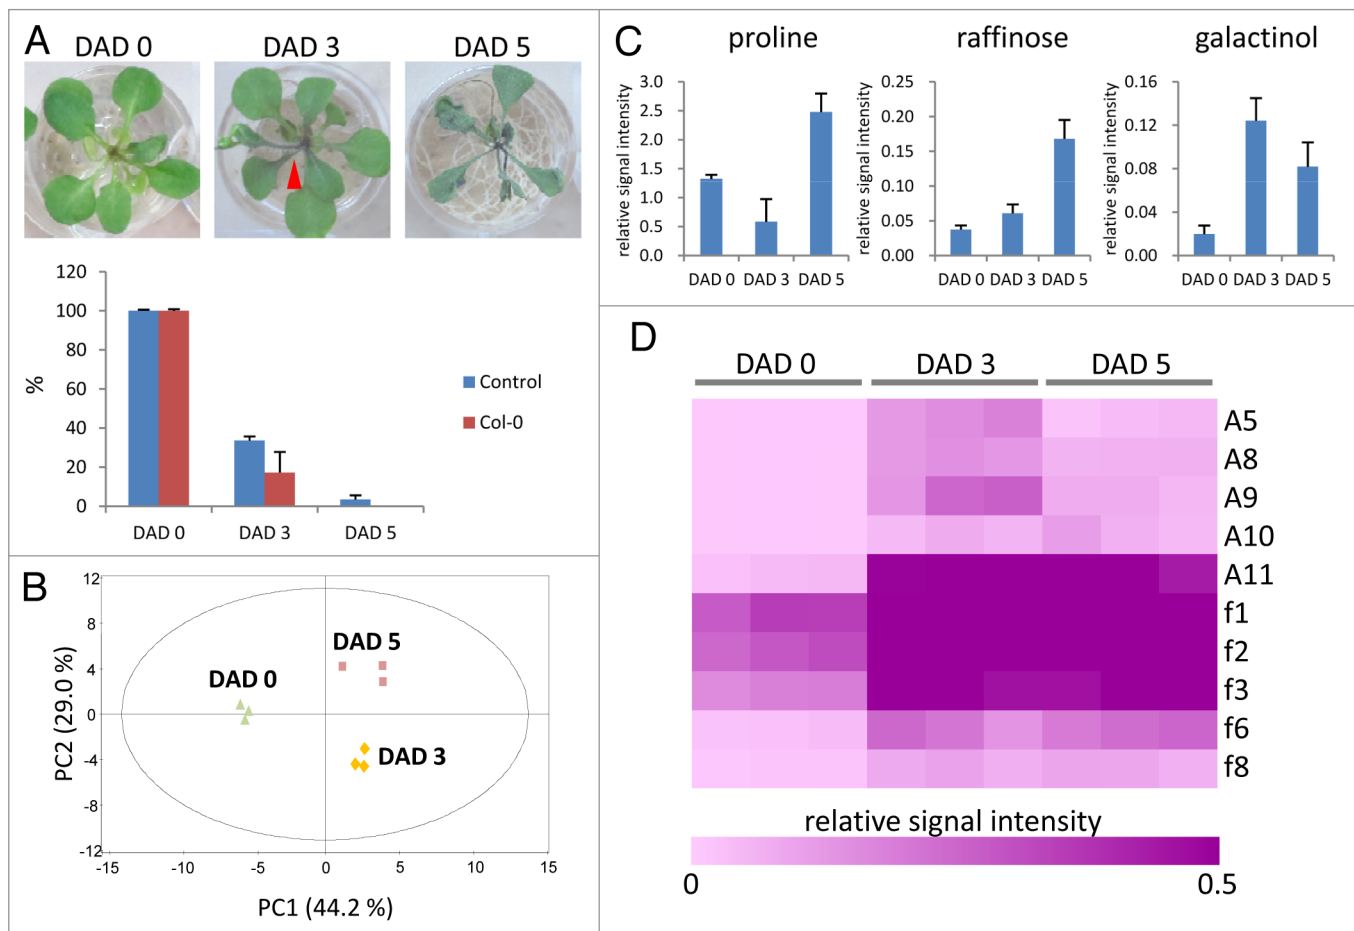 A
DAD 0 DAD 3 DAD 5
120
100
80
60
40
20
0
%
DAD 0 DAD 3 DAD 5
Control
Col-0
B
12
8
4
0
-4
-8
-12
PC2 (29.0 %)
DAD 0
DAD 5
DAD 3
-15 -10 -5 0 5 10 15
PC1 (44.2 %)
C
proline
relative signal intensity
3.0
2.5
2.0
1.5
1.0
0.5
0.0
DAD 0 DAD 3 DAD 5
raffinose
relative signal intensity
0.25
0.20
0.15
0.10
0.05
0.00
DAD 0 DAD 3 DAD 5
galactinol
relative signal intensity
0.16
0.12
0.08
0.04
0.00
DAD 0 DAD 3 DAD 5
D
DAD 0 DAD 3 DAD 5
A5
A8
A9
A10
A11
f1
f2
f3
f6
f8
relative signal intensity
0 0.5